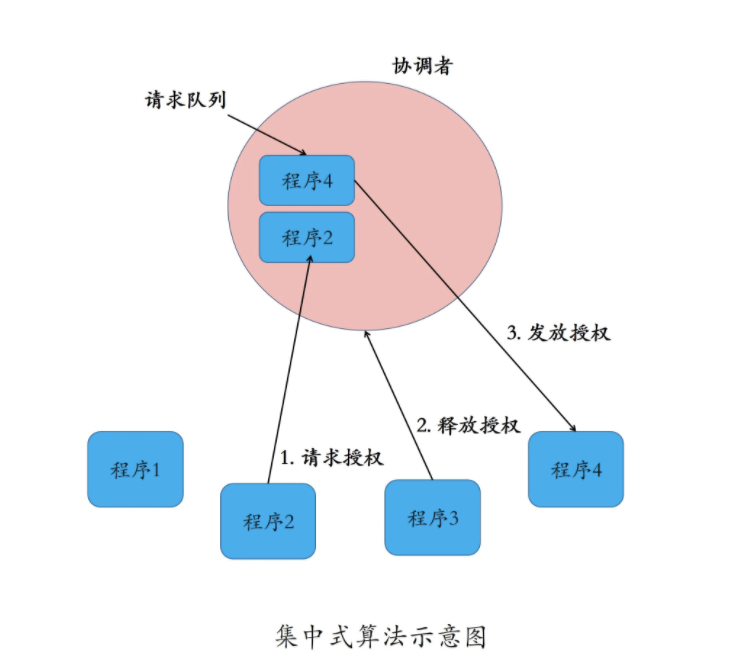 协调者
请求队列
程序4
程序2
3. 发放授权
2. 释放授权
1. 请求授权
程序1
程序2
程序3
程序4
集中式算法示意图